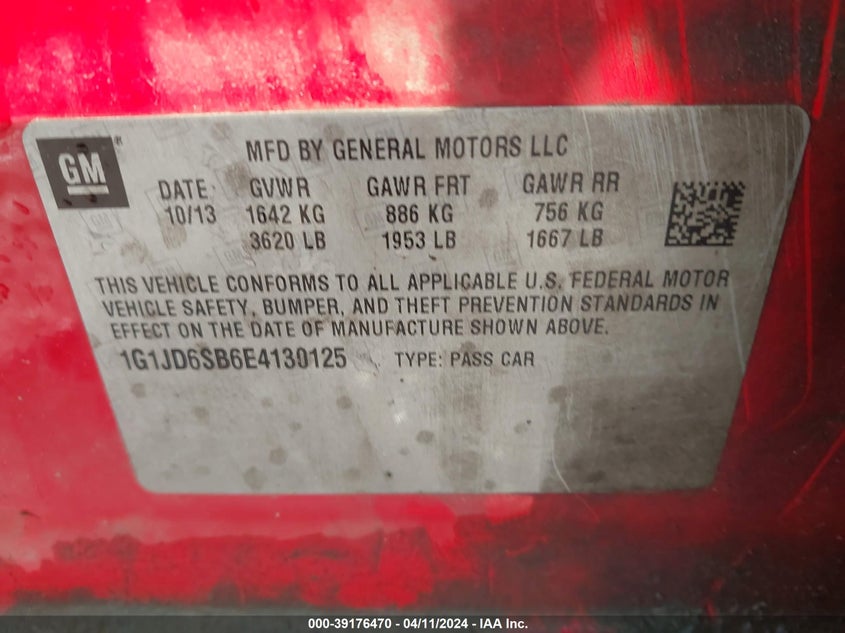 GM
MFD BY GENERAL MOTORS LLC
DATE GVWR GAWR FRT GAWR RR
10/13 1642 KG 886 KG 756 KG
3620 LB 1953 LB 1667 LB
THIS VEHICLE CONFORMS TO ALL APPLICABLE U.S. FEDERAL MOTOR
VEHICLE SAFETY, BUMPER, AND THEFT PREVENTION STANDARDS IN
EFFECT ON THE DATE OF MANUFACTURE SHOWN ABOVE.
1G1JD6SB6E4130125 TYPE: PASS CAR
000-39176470 - 04/11/2024 - IAA Inc.